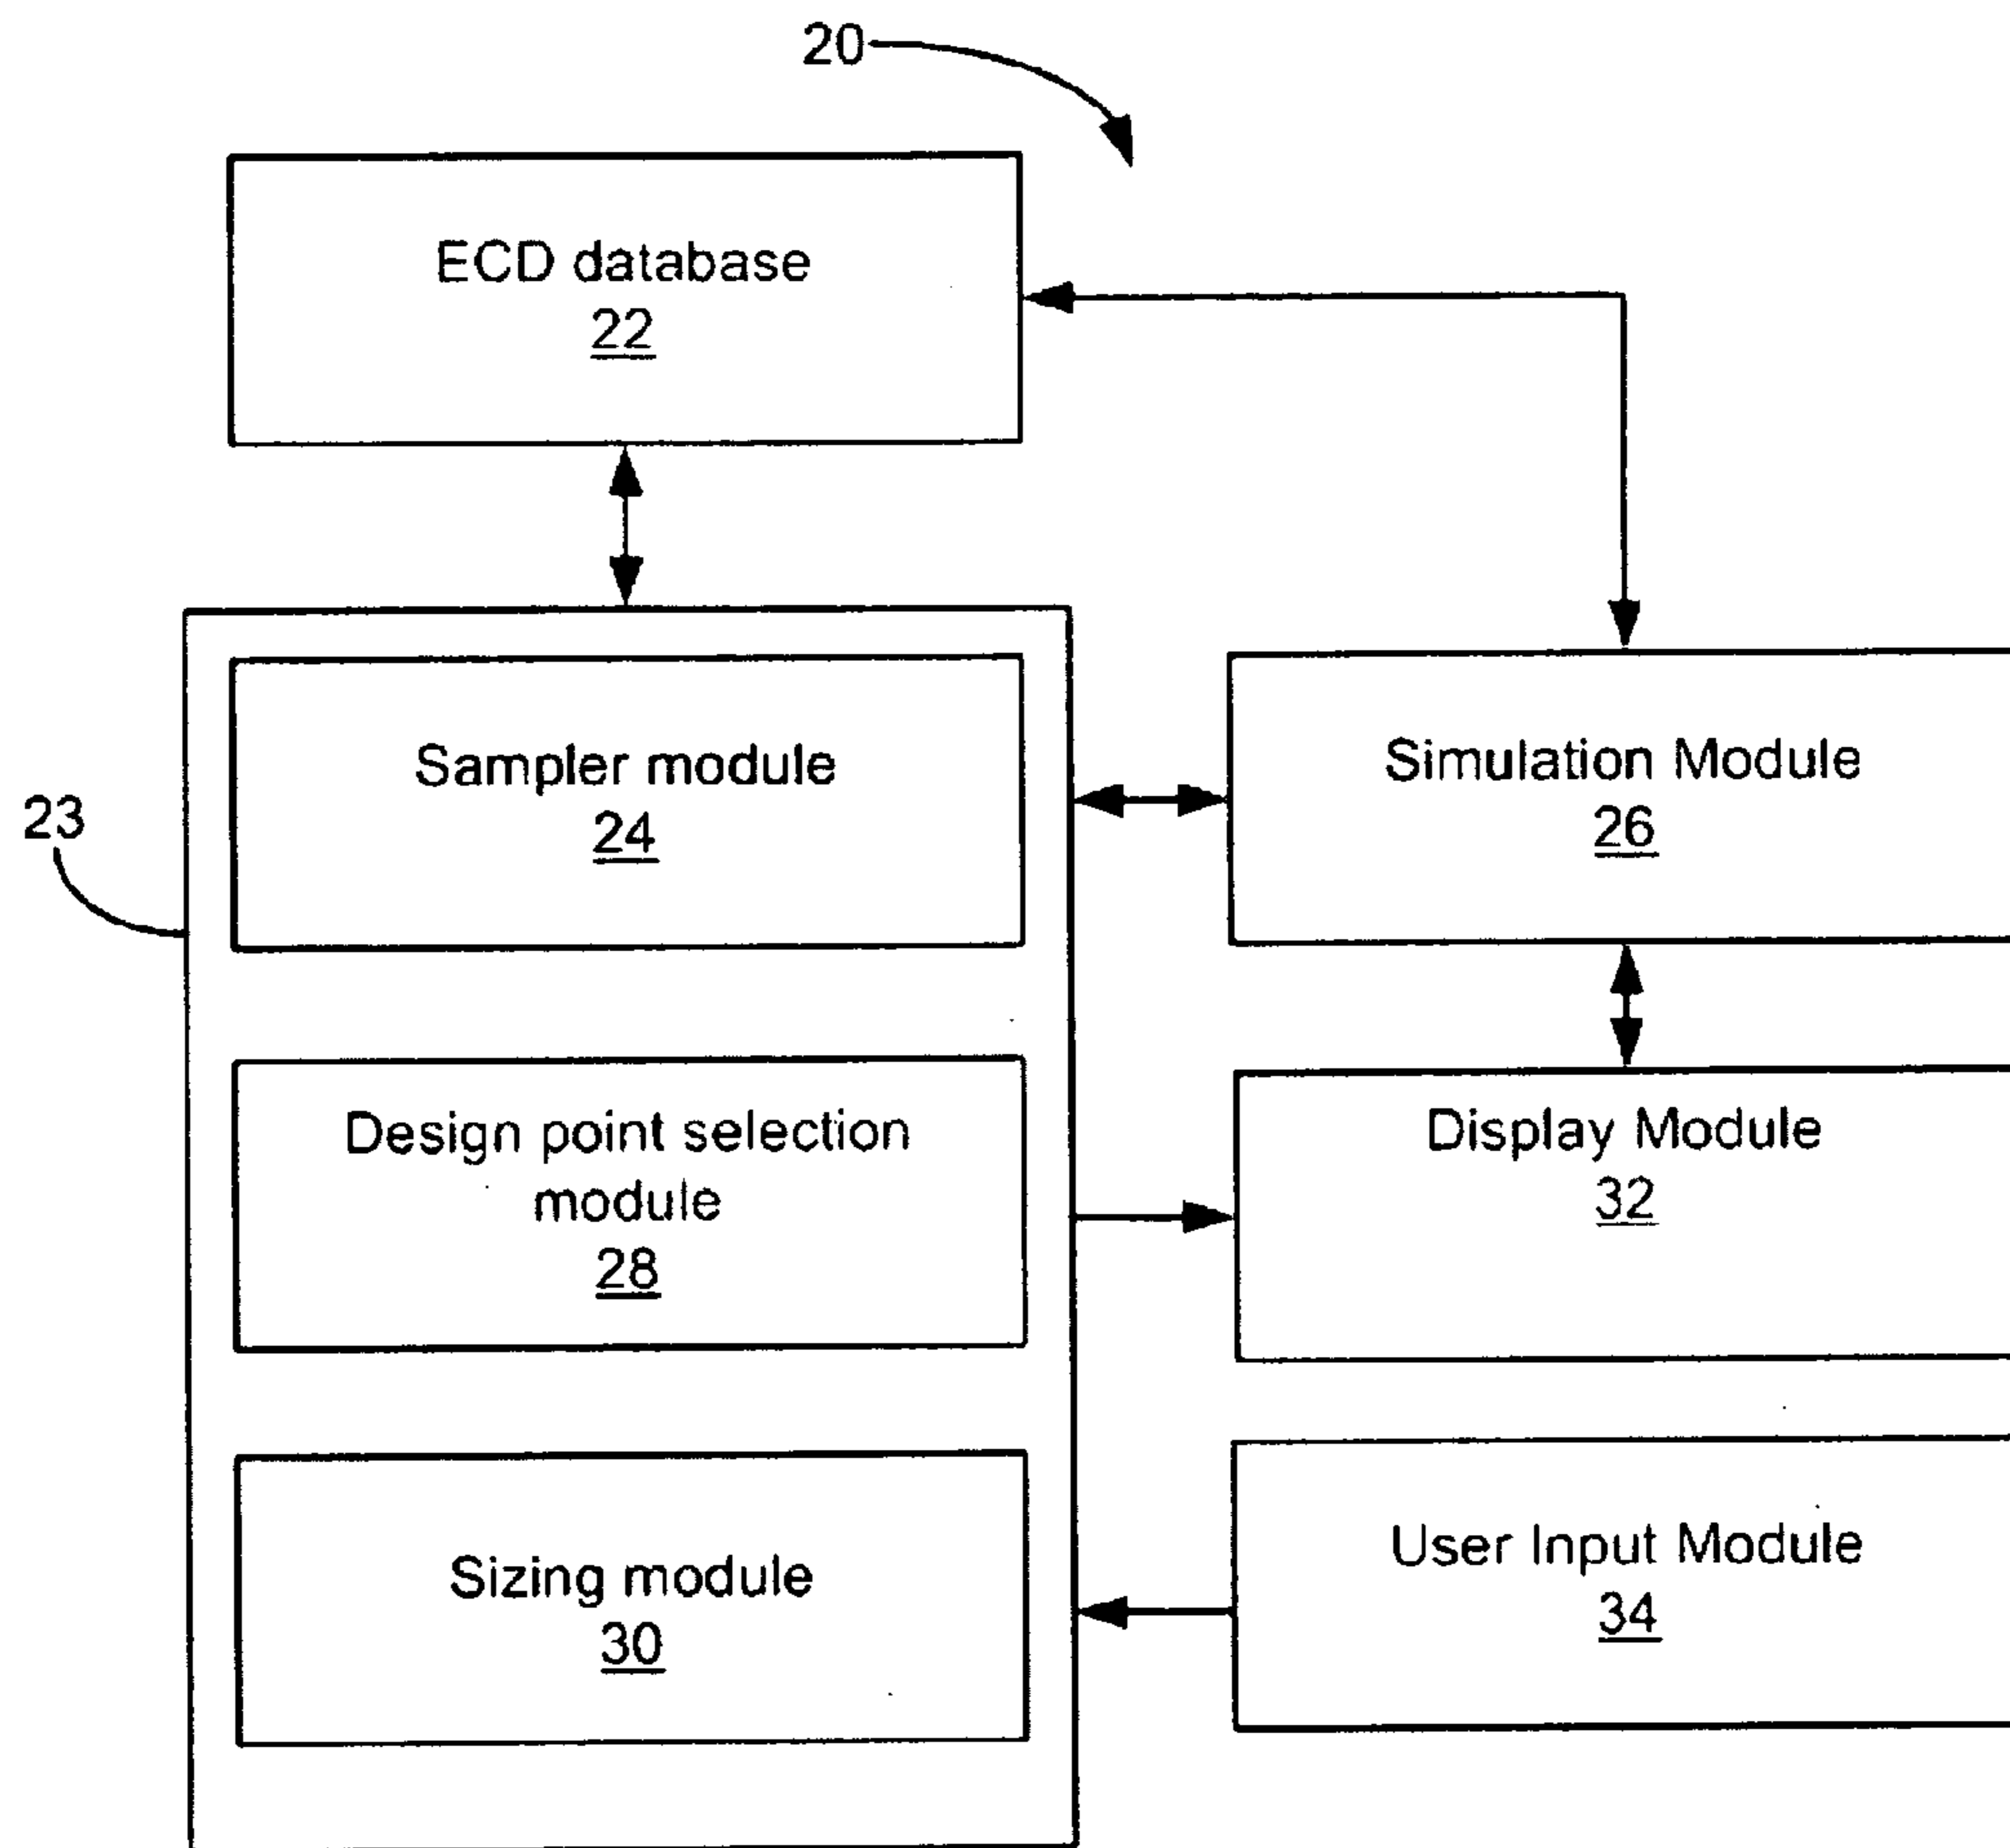 20
ECD database
22
23
Sampler module
24
Simulation Module
26
Design point selection
module
28
Display Module
32
Sizing module
30
User Input Module
34